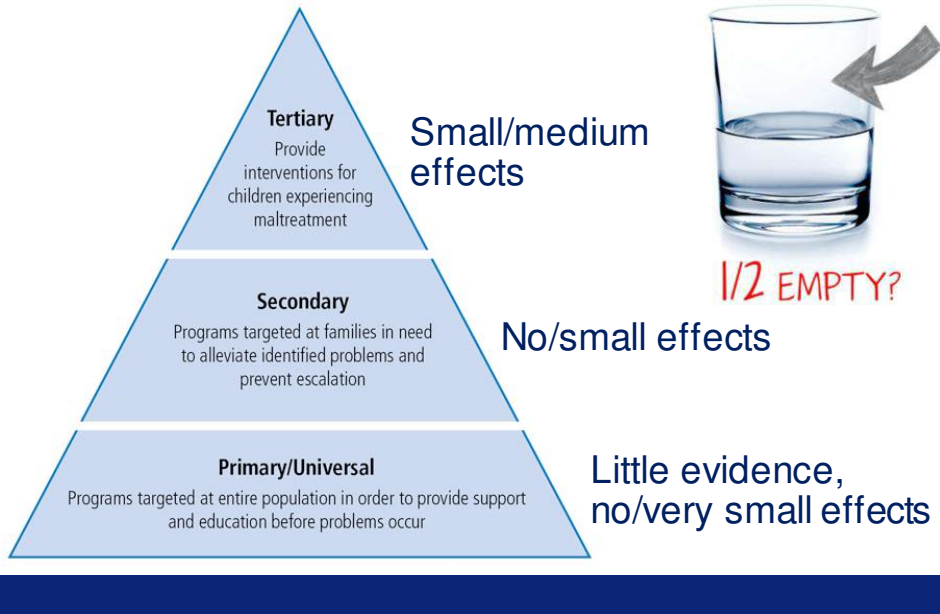 Tertiary
Provide
interventions for
children experiencing
maltreatment
Small/medium
effects
1/2 EMPTY?
Secondary
Programs targeted at families in need
to alleviate identified problems and
prevent escalation
No/small effects
Primary/Universal
Programs targeted at entire population in order to provide support
and education before problems occur
Little evidence,
no/very small effects